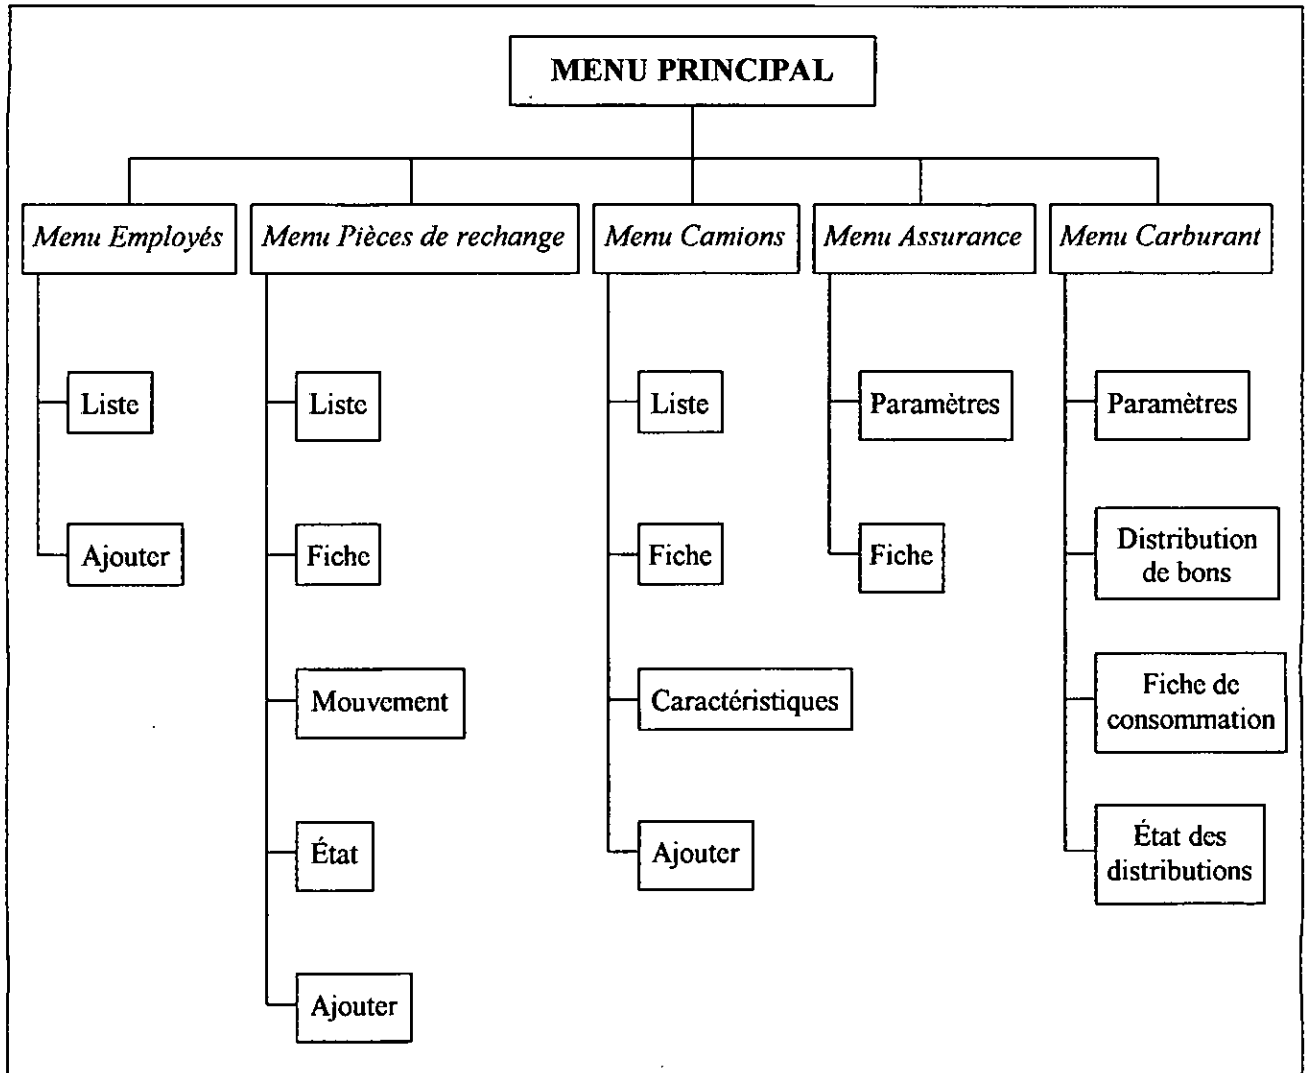 MENU PRINCIPAL
Menu Employés
Menu Pièces de rechange
Menu Camions
Menu Assurance
Menu Carburant
Liste
Ajouter
Liste
Fiche
Mouvement
État
Ajouter
Liste
Fiche
Caractéristiques
Ajouter
Paramètres
Fiche
Paramètres
Distribution
de bons
Fiche de
consommation
État des
distributions